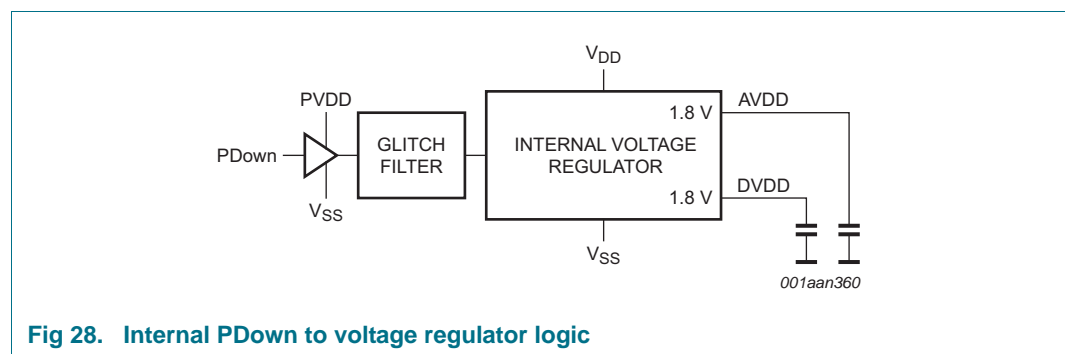 VDD
PVDD
1.8 V
AVDD
PDown
GLITCH
FILTER
INTERNAL VOLTAGE
REGULATOR
1.8 V
DVDD
VSS
VSS
001aan360
Fig 28. Internal PDown to voltage regulator logic